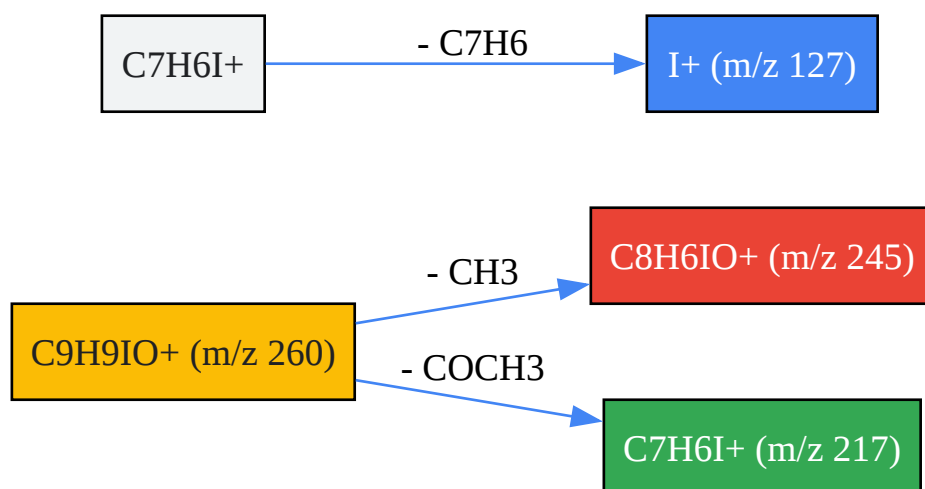 C7H6I+
- C7H6
I+ (m/z 127)
C8H6IO+ (m/z 245)
- CH3
C9H9IO+ (m/z 260)
- COCH3
C7H6I+ (m/z 217)